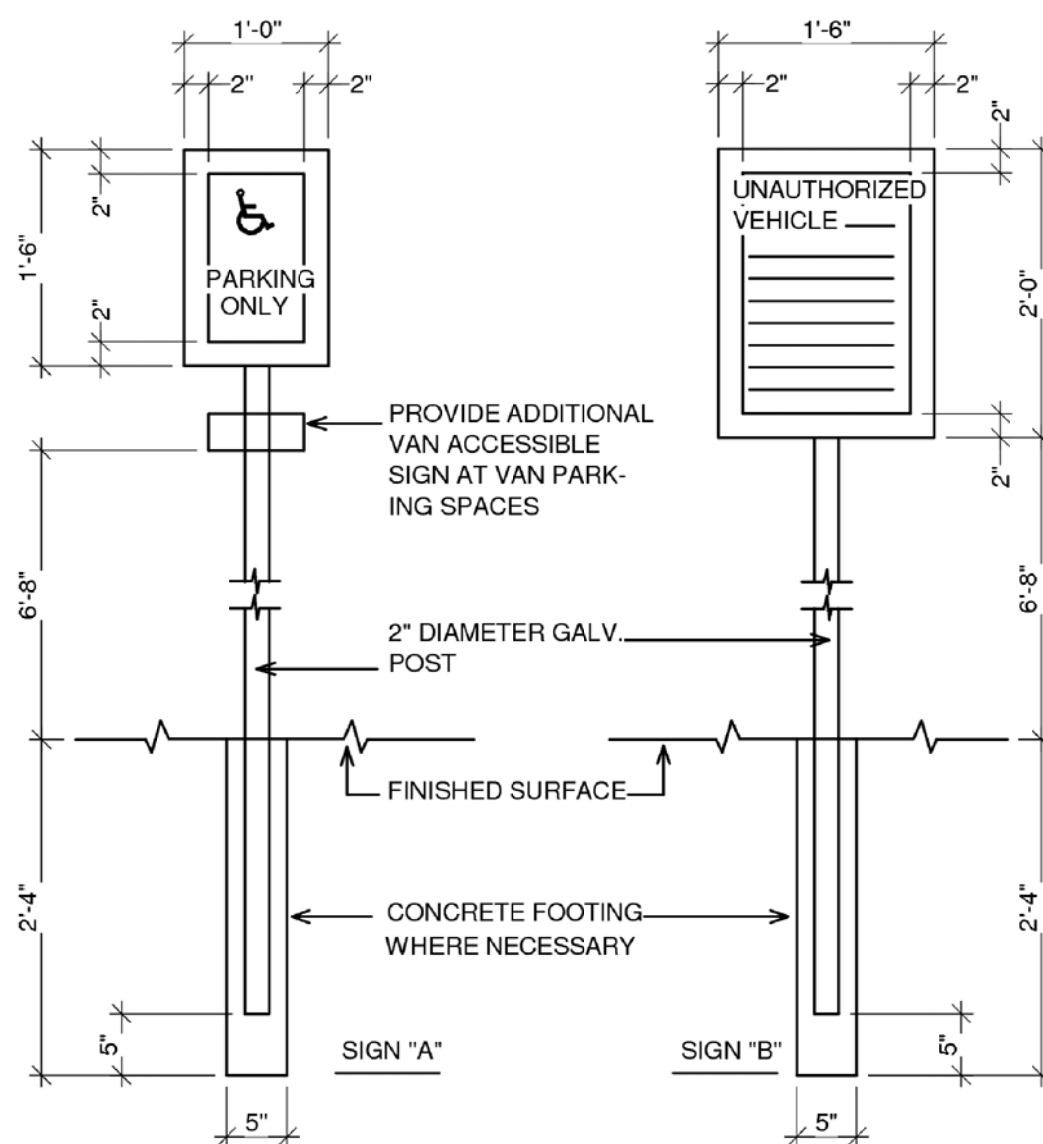 1'-0"
1'-6"
2"
2"
2"
2"
2"
2"
UNAUTHORIZED
VEHICLE
PARKING
ONLY
1'-6"
2'-0"
2"
2"
PROVIDE ADDITIONAL
VAN ACCESSIBLE
SIGN AT VAN PARK-
ING SPACES
6'-8"
6'-8"
2" DIAMETER GALV.
POST
FINISHED SURFACE
2'-4"
2'-4"
CONCRETE FOOTING
WHERE NECESSARY
5"
5"
SIGN "A"
SIGN "B"
5"
5"